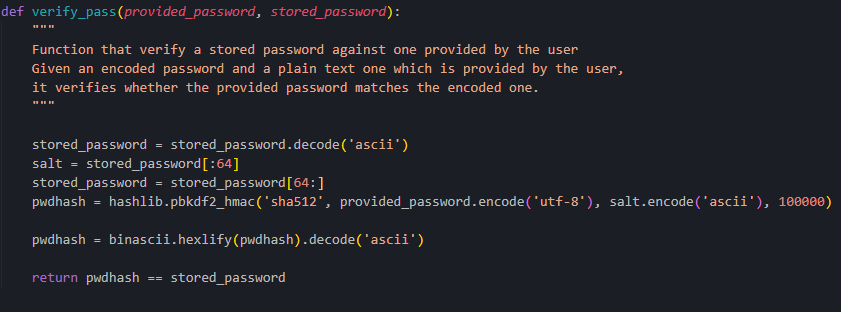 def verify_pass(provided_password, stored_password):
    """
    Function that verify a stored password against one provided by the user
    Given an encoded password and a plain text one which is provided by the user,
    it verifies whether the provided password matches the encoded one.
    """

    stored_password = stored_password.decode('ascii')
    salt = stored_password[:64]
    stored_password = stored_password[64:]
    pwdhash = hashlib.pbkdf2_hmac('sha512', provided_password.encode('utf-8'), salt.encode('ascii'), 100000)

    pwdhash = binascii.hexlify(pwdhash).decode('ascii')

    return pwdhash == stored_password